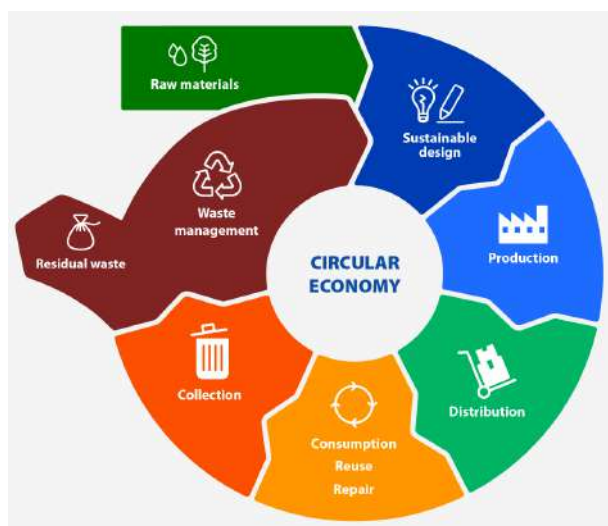 Raw materials
Sustainable
design
Waste
management
Residual waste
CIRCULAR
ECONOMY
Production
Collection
Distribution
Consumption
Reuse
Repair